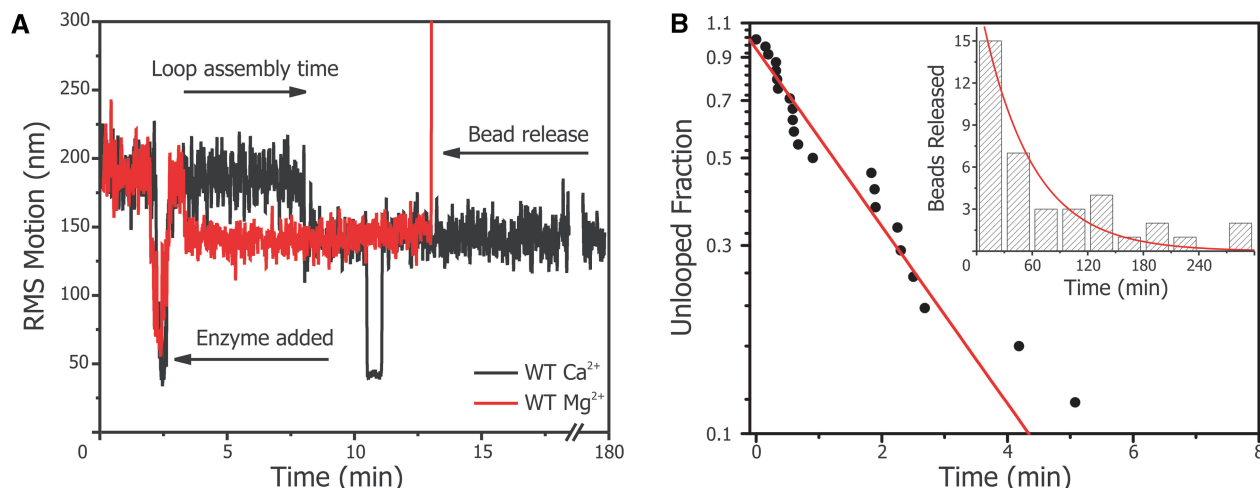 A
RMS Motion (nm)
300
250
200
150
100
50
Loop assembly time
Bead release
Enzyme added
WT Ca²⁺
WT Mg²⁺
0 5 10 15 180
Time (min)
B
Unlooped Fraction
1.1
0.9
0.7
0.5
0.3
0.1
0 2 4 6 8
Time (min)
Beads Released
15
12
9
6
3
0 60 120 180 240
Time (min)